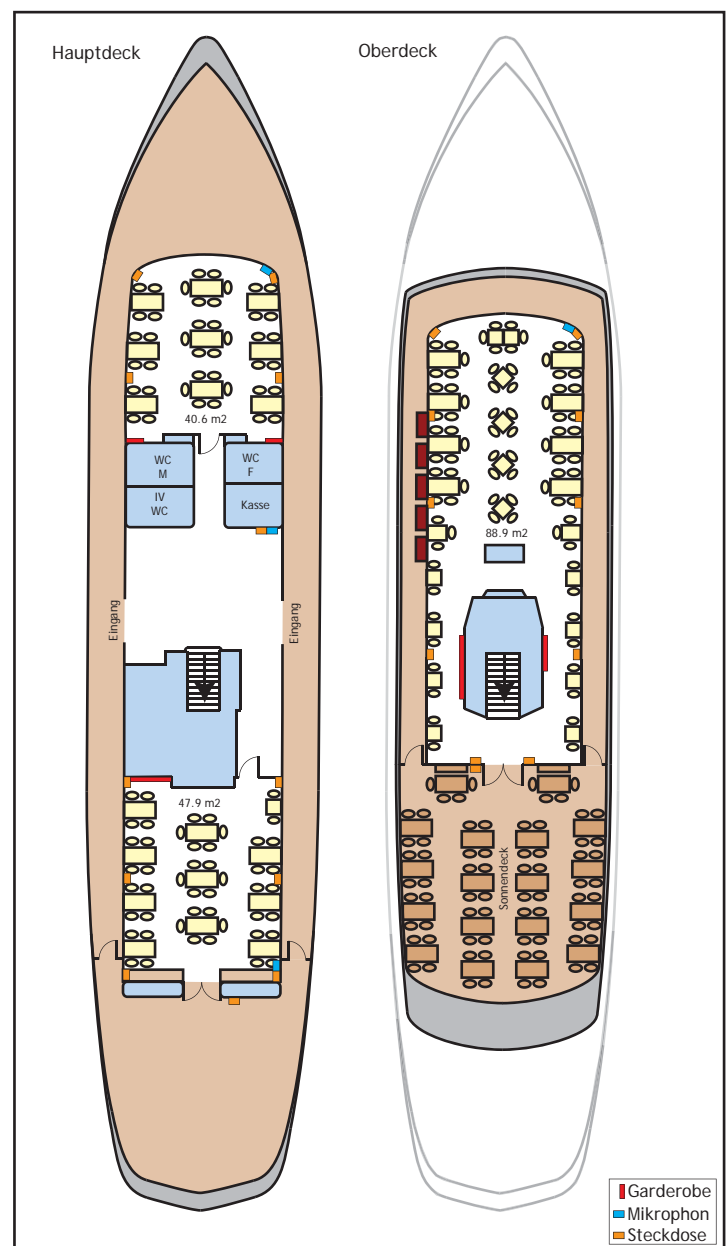 Hauptdeck
Oberdeck
40.6 m2
WC
M
WC
F
IV
WC
Kasse
88.9 m2
Eingang
Eingang
47.9 m2
Sonnendeck
Garderobe
Mikrophon
Steckdose